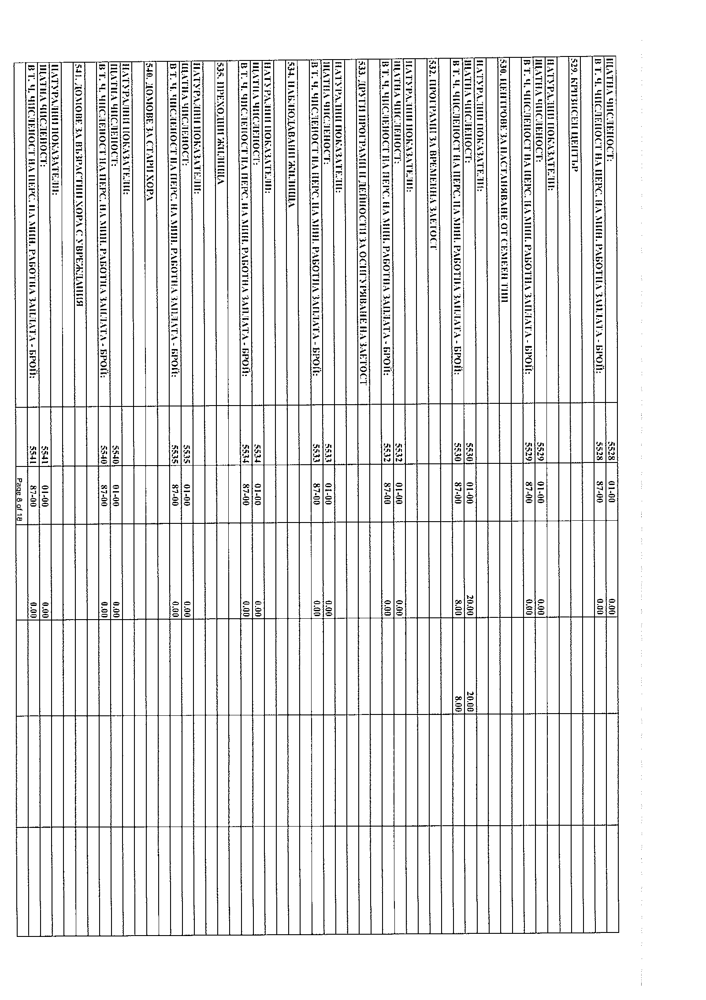 ЩАТНА ЧИСЛЕНОСТ: 5528 01-00 0.00
В Т. Ч. ЧИСЛЕНОСТ НА ПЕРС. НА МИН. РАБОТНА ЗАПЛАТА - БРОЙ: 5528 87-00 0.00
529. КРИЗИСЕН ЦЕНТЪР
НАТУРАЛНИ ПОКАЗАТЕЛИ:
ЩАТНА ЧИСЛЕНОСТ: 5529 01-00 0.00
В Т. Ч. ЧИСЛЕНОСТ НА ПЕРС. НА МИН. РАБОТНА ЗАПЛАТА - БРОЙ: 5529 87-00 0.00
530. ЦЕНТРОВЕ ЗА НАСТАНЯВАНЕ ОТ СЕМЕЕН ТИП
НАТУРАЛНИ ПОКАЗАТЕЛИ:
ЩАТНА ЧИСЛЕНОСТ: 5530 01-00 20.00 20.00
В Т. Ч. ЧИСЛЕНОСТ НА ПЕРС. НА МИН. РАБОТНА ЗАПЛАТА - БРОЙ: 5530 87-00 8.00 8.00
532. ПРОГРАМИ ЗА ВРЕМЕННА ЗАЕТОСТ
НАТУРАЛНИ ПОКАЗАТЕЛИ:
ЩАТНА ЧИСЛЕНОСТ: 5532 01-00 0.00
В Т. Ч. ЧИСЛЕНОСТ НА ПЕРС. НА МИН. РАБОТНА ЗАПЛАТА - БРОЙ: 5532 87-00 0.00
533. ДРУГИ ПРОГРАМИ И ДЕЙНОСТИ ЗА ОСИГУРЯВАНЕ НА ЗАЕТОСТ
НАТУРАЛНИ ПОКАЗАТЕЛИ:
ЩАТНА ЧИСЛЕНОСТ: 5533 01-00 0.00
В Т. Ч. ЧИСЛЕНОСТ НА ПЕРС. НА МИН. РАБОТНА ЗАПЛАТА - БРОЙ: 5533 87-00 0.00
534. НАБЛЮДАВАНИ ЖИЛИЩА
НАТУРАЛНИ ПОКАЗАТЕЛИ:
ЩАТНА ЧИСЛЕНОСТ: 5534 01-00 0.00
В Т. Ч. ЧИСЛЕНОСТ НА ПЕРС. НА МИН. РАБОТНА ЗАПЛАТА - БРОЙ: 5534 87-00 0.00
535. ПРЕХОДНИ ЖИЛИЩА
НАТУРАЛНИ ПОКАЗАТЕЛИ:
ЩАТНА ЧИСЛЕНОСТ: 5535 01-00 0.00
В Т. Ч. ЧИСЛЕНОСТ НА ПЕРС. НА МИН. РАБОТНА ЗАПЛАТА - БРОЙ: 5535 87-00 0.00
540. ДОМОВЕ ЗА СТАРИ ХОРА
НАТУРАЛНИ ПОКАЗАТЕЛИ:
ЩАТНА ЧИСЛЕНОСТ: 5540 01-00 0.00
В Т. Ч. ЧИСЛЕНОСТ НА ПЕРС. НА МИН. РАБОТНА ЗАПЛАТА - БРОЙ: 5540 87-00 0.00
541. ДОМОВЕ ЗА ВЪЗРАСТНИ ХОРА С УВРЕЖДАНИЯ
НАТУРАЛНИ ПОКАЗАТЕЛИ:
ЩАТНА ЧИСЛЕНОСТ: 5541 01-00 0.00
В Т. Ч. ЧИСЛЕНОСТ НА ПЕРС. НА МИН. РАБОТНА ЗАПЛАТА - БРОЙ: 5541 87-00 0.00
Page 8 of 18